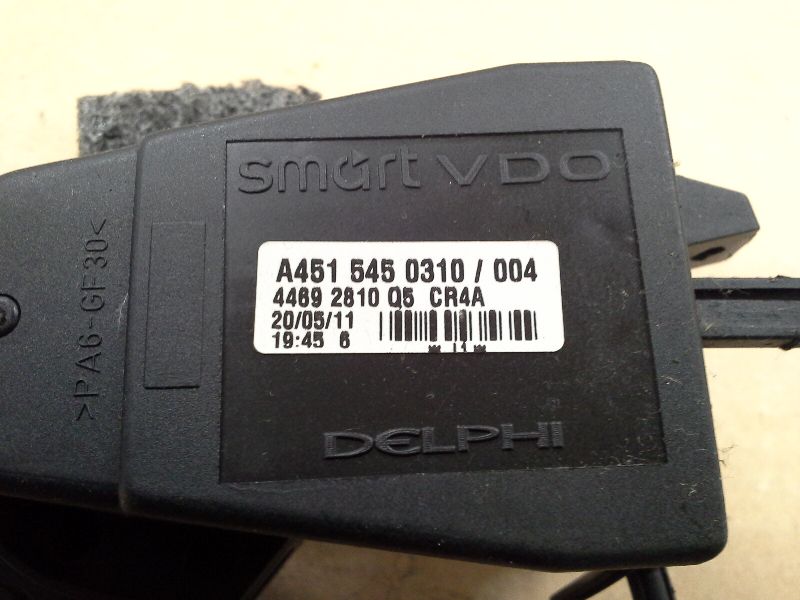 smart VDO
A451 545 0310 / 004
4469 2810 Q5 CR4A
20/05/11
19:45 6
DELPHI
>PA6-GF30<